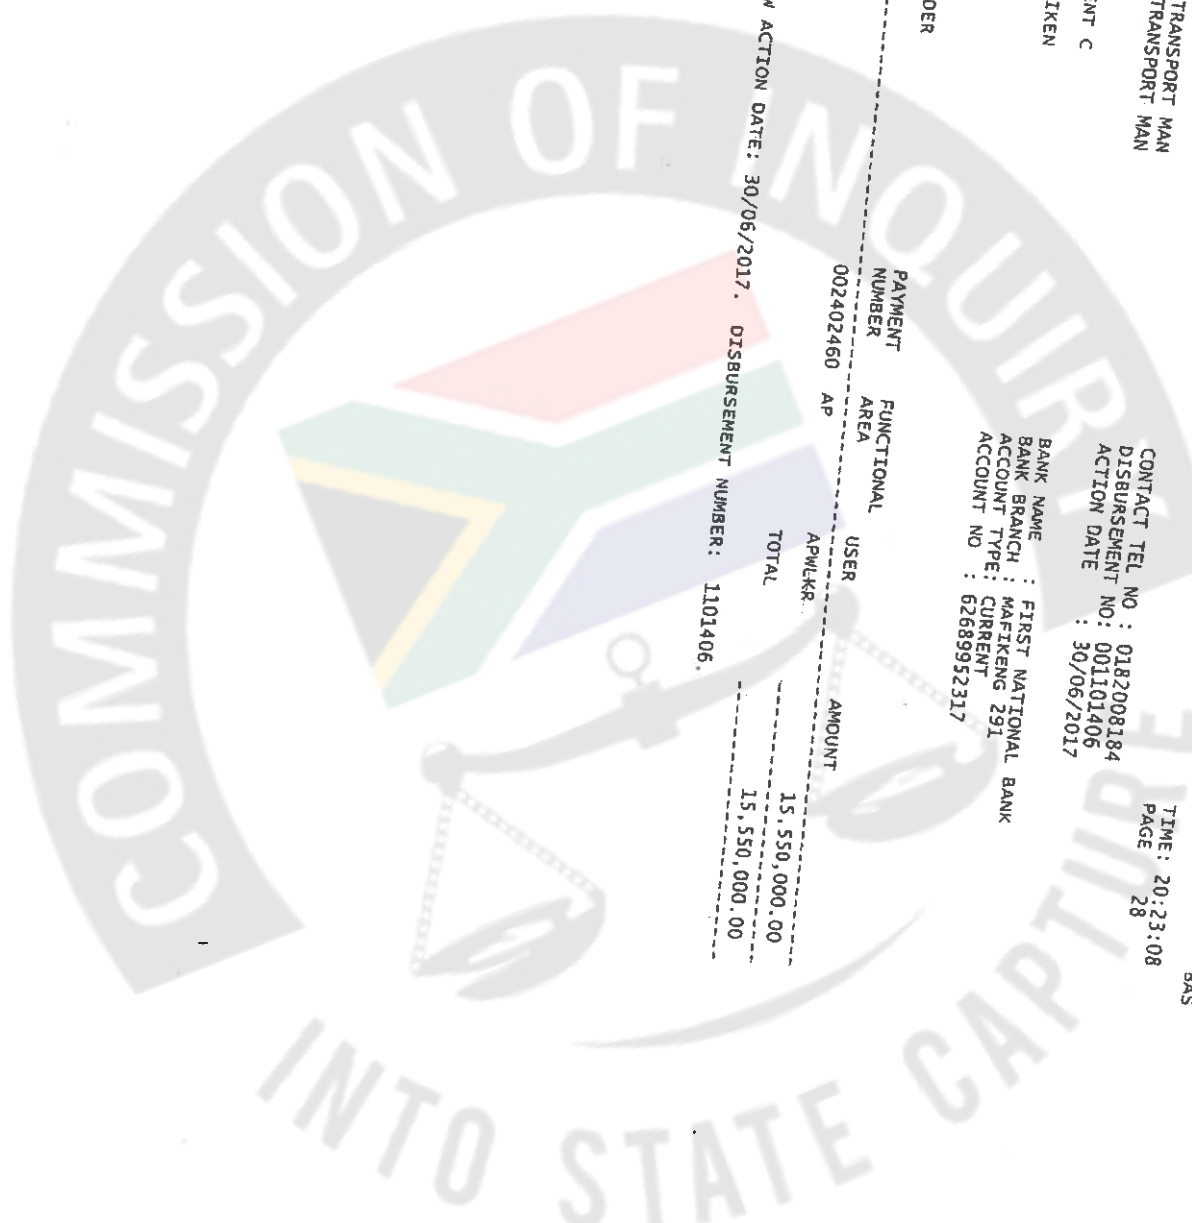 BAS
TIME: 20:23:08
PAGE 28
TRANSPORT MAN
TRANSPORT MAN
CONTACT TEL NO : 0182008184
DISBURSEMENT NO: 001101406
ACTION DATE : 30/06/2017
NT C
IKEN
BANK NAME : FIRST NATIONAL BANK
BANK BRANCH : MAFIKENG 291
ACCOUNT TYPE: CURRENT
ACCOUNT NO : 62689952317
DER
PAYMENT NUMBER FUNCTIONAL AREA USER AMOUNT
002402460 AP APWLKR 15,550,000.00
TOTAL 15,550,000.00
ACTION DATE: 30/06/2017. DISBURSEMENT NUMBER: 1101406.
COMMISSION OF INQUIRY
INTO STATE CAPTURE